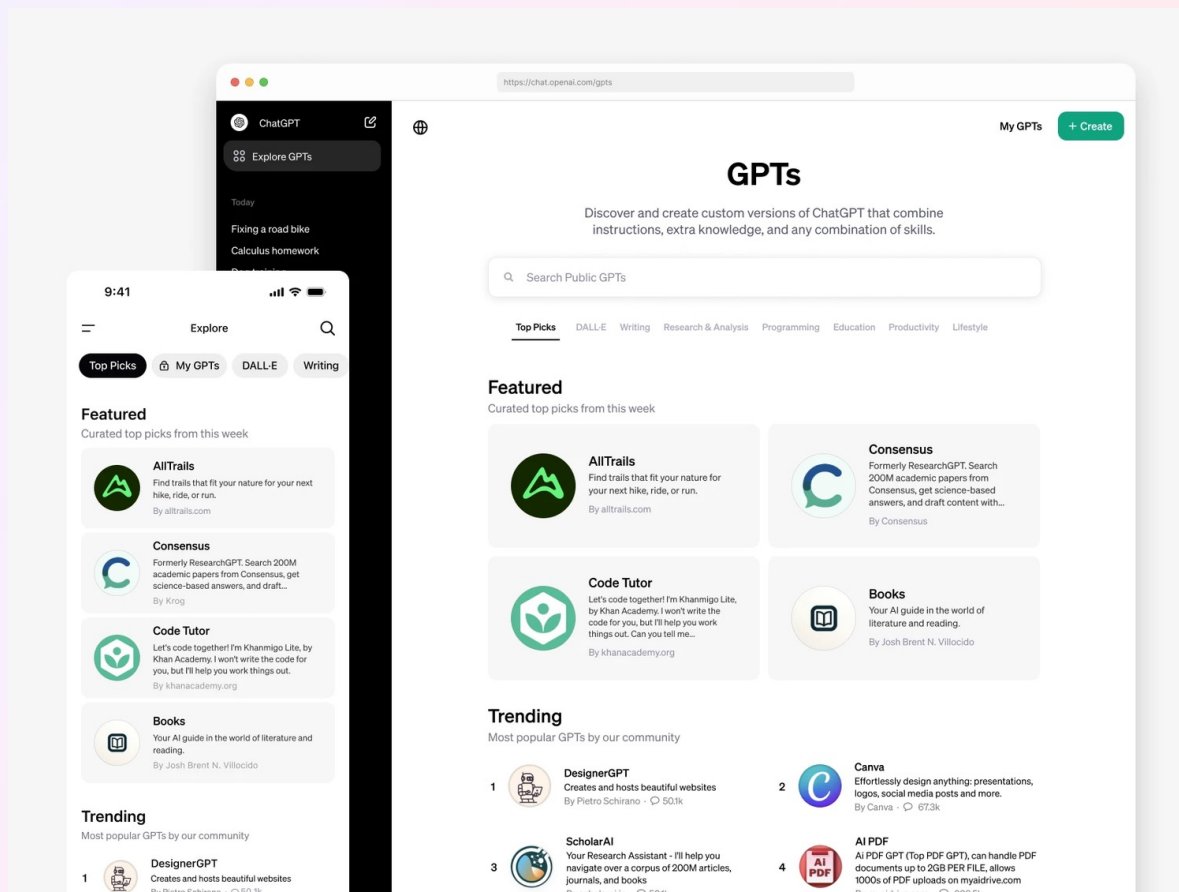 https://chat.openai.com/gpts
ChatGPT
Explore GPTs
Today
Fixing a road bike
Calculus homework
My GPTs
+ Create
GPTs
Discover and create custom versions of ChatGPT that combine
instructions, extra knowledge, and any combination of skills.
Search Public GPTs
Top Picks DALL·E Writing Research & Analysis Programming Education Productivity Lifestyle
Featured
Curated top picks from this week
AllTrails
Find trails that fit your nature for
your next hike, ride, or run.
By alltrails.com
Consensus
Formerly ResearchGPT. Search
200M academic papers from
Consensus, get science-based
answers, and draft content with...
By Consensus
Code Tutor
Let's code together! I'm Khanmigo Lite,
by Khan Academy. I won't write the
code for you, but I'll help you work
things out. Can you tell me...
By khanacademy.org
Books
Your AI guide in the world of
literature and reading.
By Josh Brent N. Villocido
Trending
Most popular GPTs by our community
1
DesignerGPT
Creates and hosts beautiful websites
By Pietro Schirano · 50.1k
2
Canva
Effortlessly design anything: presentations,
logos, social media posts and more.
By Canva · 67.3k
3
ScholarAI
Your Research Assistant - I'll help you
navigate over a corpus of 200M articles,
journals, and books
4
AI PDF
AI PDF
Ai PDF GPT (Top PDF GPT), can handle PDF
documents up to 2GB PER FILE, allows
1000s of PDF uploads on myaidrive.com
9:41
Explore
Top Picks My GPTs DALL·E Writing
Featured
Curated top picks from this week
AllTrails
Find trails that fit your nature for your next
hike, ride, or run.
By alltrails.com
Consensus
Formerly ResearchGPT. Search 200M
academic papers from Consensus, get
science-based answers, and draft...
By Krog
Code Tutor
Let's code together! I'm Khanmigo Lite, by
Khan Academy. I won't write the code for
you, but I'll help you work things out.
By khanacademy.org
Books
Your AI guide in the world of literature and
reading.
By Josh Brent N. Villocido
Trending
Most popular GPTs by our community
1
DesignerGPT
Creates and hosts beautiful websites
By Pietro Schirano · 50.1k